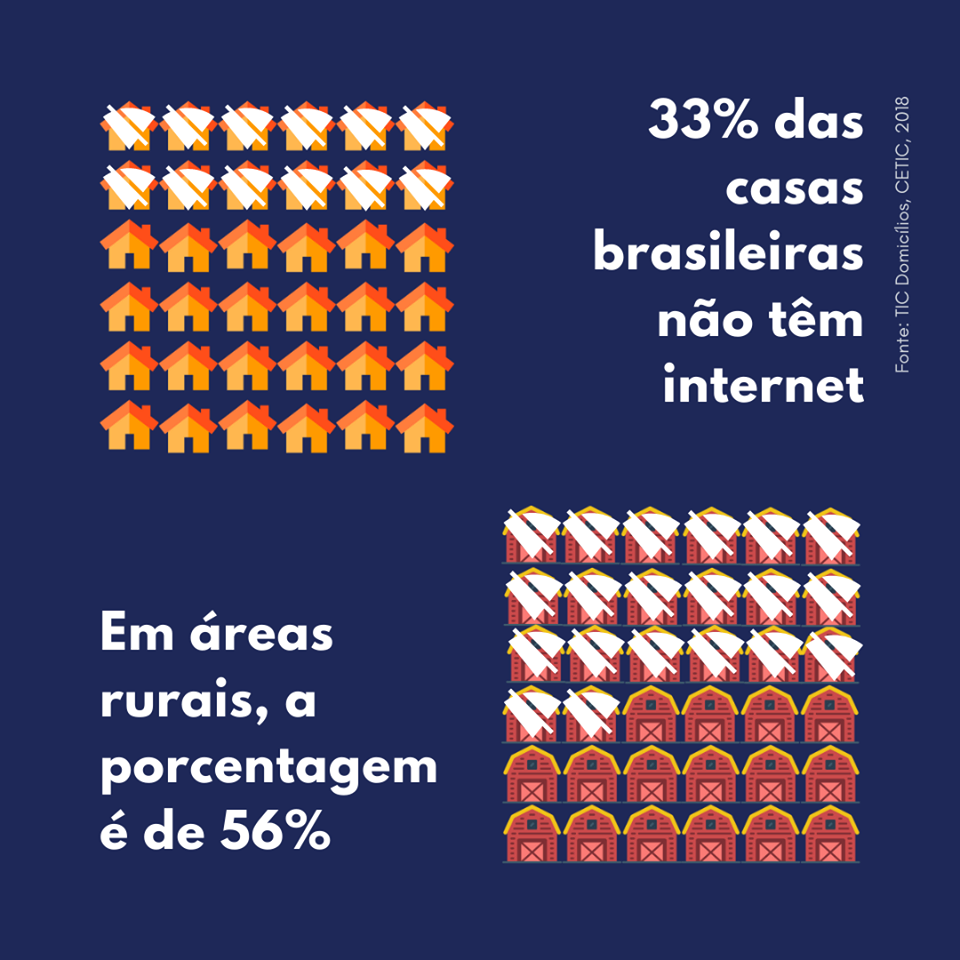 33% das
casas
brasileiras
não têm
internet
Fonte: TIC Domicílios, CETIC, 2018
Em áreas
rurais, a
porcentagem
é de 56%